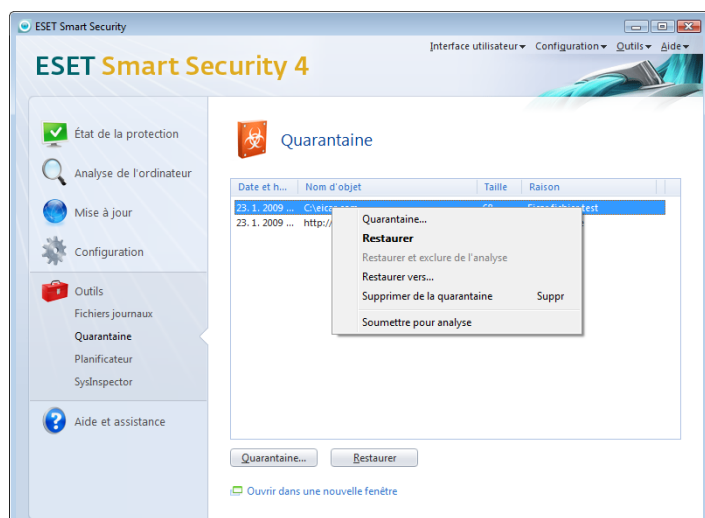 ESET Smart Security
Interface utilisateur Configuration Outils Aide
ESET Smart Security 4
État de la protection
Analyse de l'ordinateur
Mise à jour
Configuration
Outils
Fichiers journaux
Quarantaine
Planificateur
SysInspector
Aide et assistance
Quarantaine
Date et h... Nom d'objet Taille Raison
23. 1. 2009 ...
23. 1. 2009 ... http://
Quarantaine...
Restaurer
Restaurer et exclure de l'analyse
Restaurer vers...
Supprimer de la quarantaine Suppr
Soumettre pour analyse
Quarantaine... Restaurer
Ouvrir dans une nouvelle fenêtre